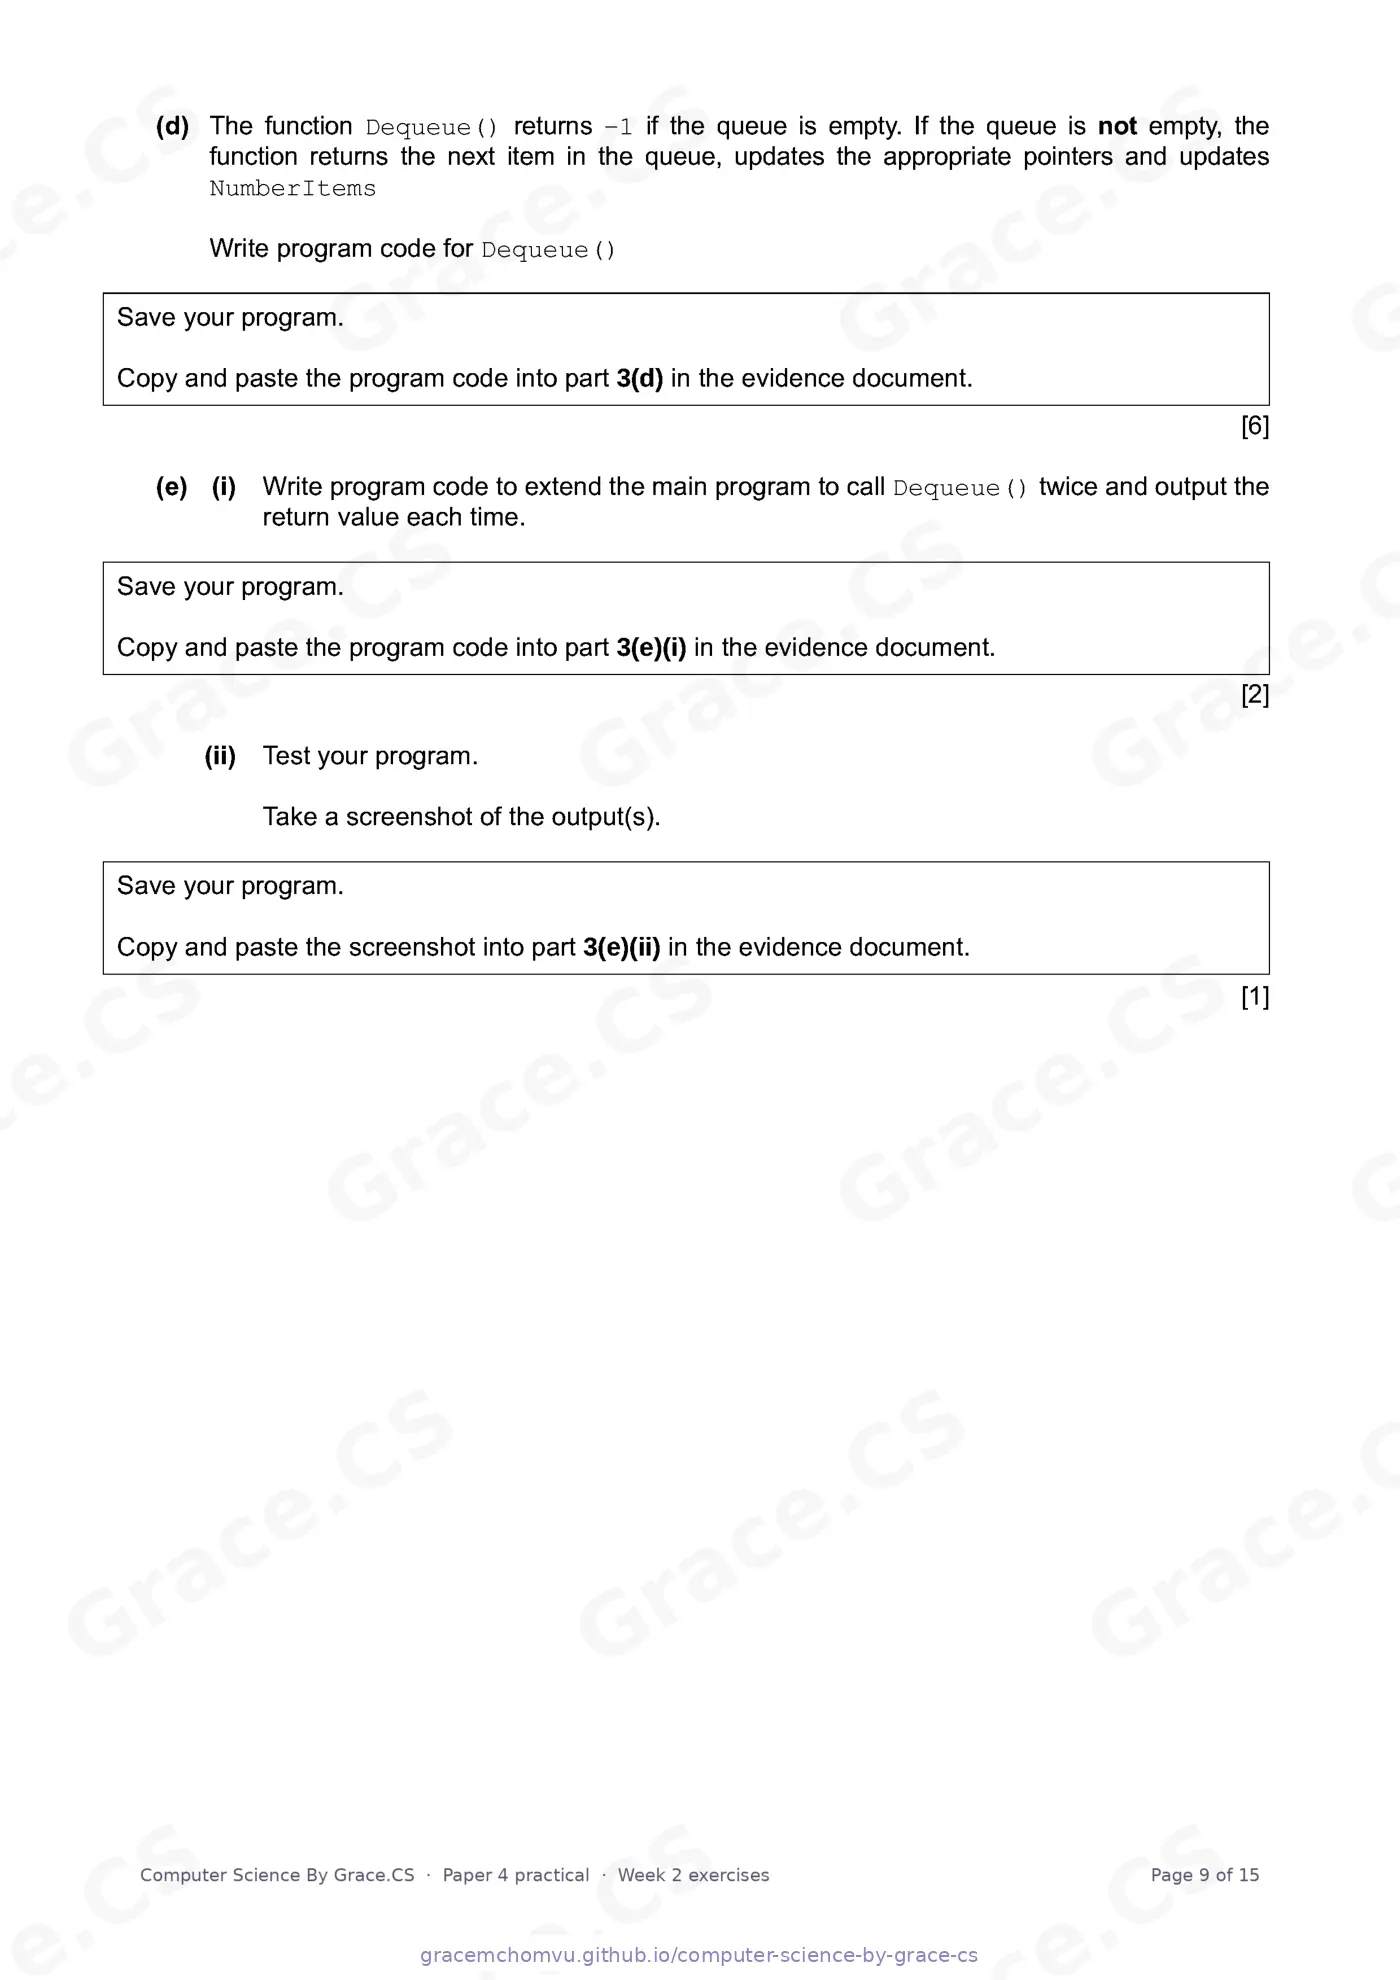 (d) The function Dequeue() returns -1 if the queue is empty. If the queue is not empty, the
function returns the next item in the queue, updates the appropriate pointers and updates
NumberItems
Write program code for Dequeue()
Save your program.
Copy and paste the program code into part 3(d) in the evidence document.
[6]
(e) (i) Write program code to extend the main program to call Dequeue() twice and output the
return value each time.
Save your program.
Copy and paste the program code into part 3(e)(i) in the evidence document.
[2]
(ii) Test your program.
Take a screenshot of the output(s).
Save your program.
Copy and paste the screenshot into part 3(e)(ii) in the evidence document.
[1]
Computer Science By Grace.CS · Paper 4 practical · Week 2 exercises Page 9 of 15
gracemchomvu.github.io/computer-science-by-grace-cs
Grace.CS